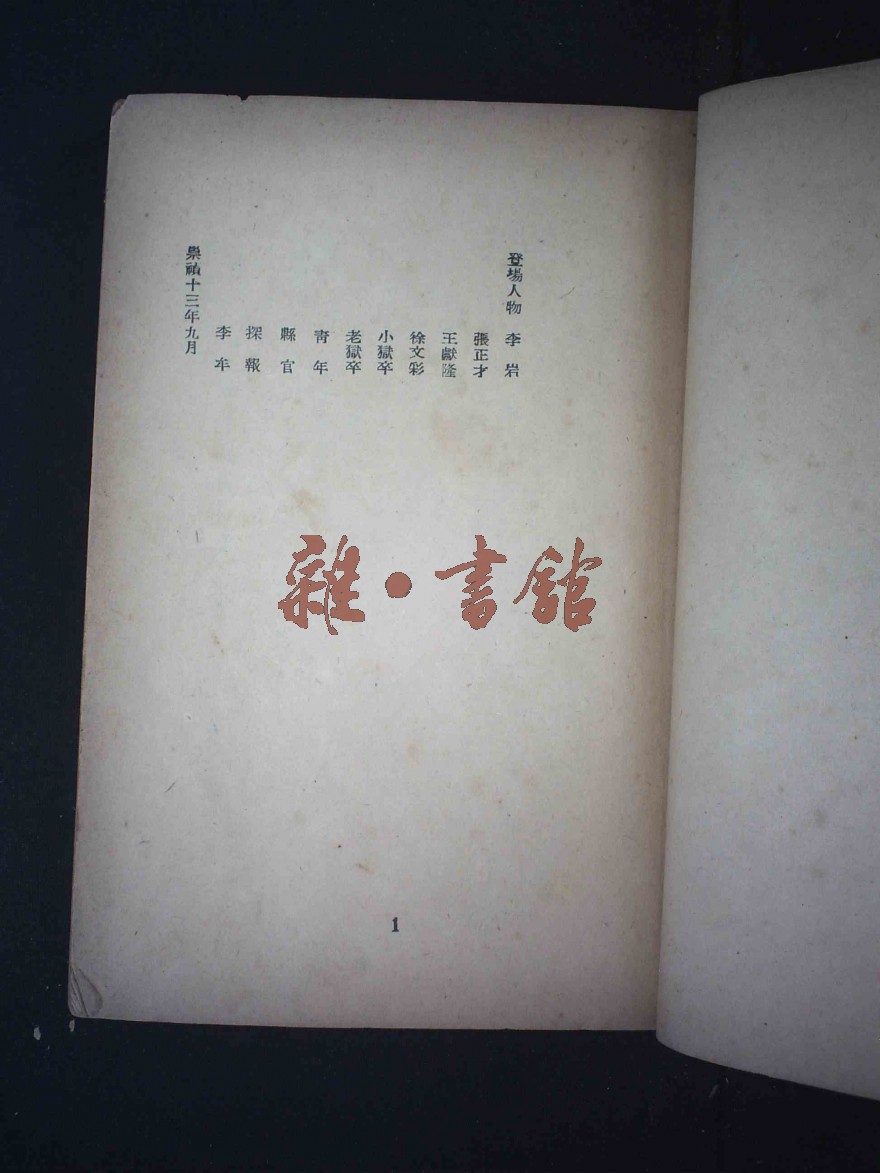 登場人物　李　岩
張正才
王獻隆
徐文彩
小獄卒
老獄卒
靑　年
縣　官
探　報
李　牟
崇禎十三年九月
雜·書館
1